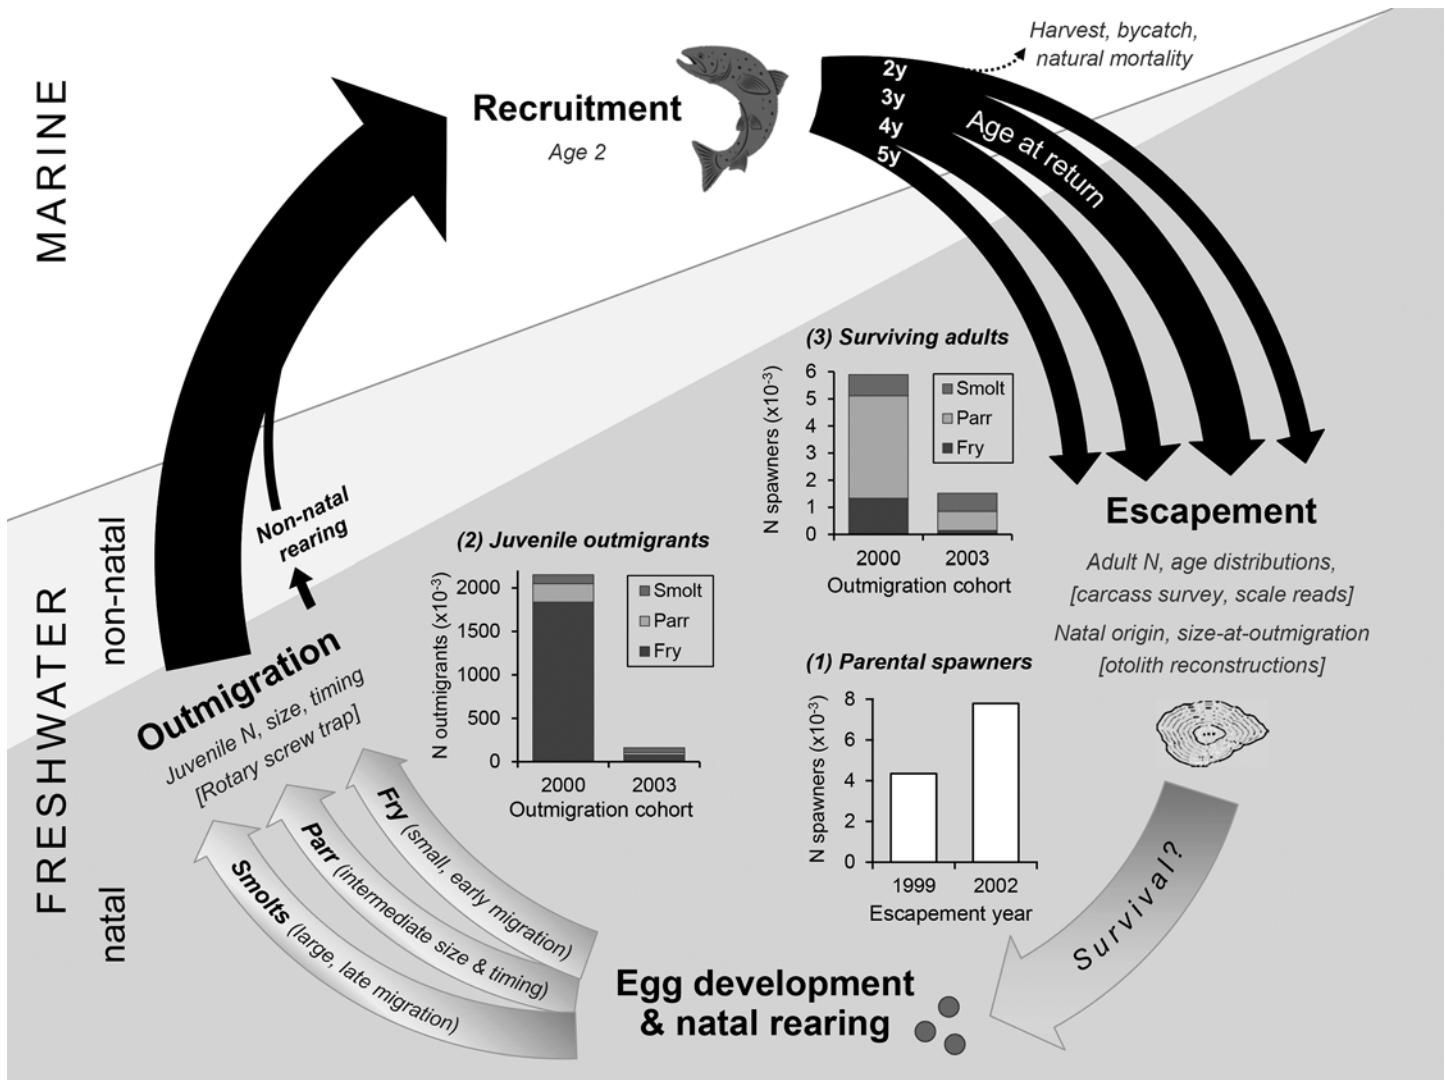 MARINE
FRESHWATER
non-natal
natal
Recruitment
Age 2
Harvest, bycatch,
natural mortality
2y
3y
4y
5y
Age at return
Non-natal
rearing
Outmigration
Juvenile N, size, timing
[Rotary screw trap]
(3) Surviving adults
N spawners (x10-3)
6
5
4
3
2
1
0
Smolt
Parr
Fry
2000
2003
Outmigration cohort
(2) Juvenile outmigrants
N outmigrants (x10-3)
2000
1500
1000
500
0
Smolt
Parr
Fry
2000
2003
Outmigration cohort
Escapement
Adult N, age distributions,
[carcass survey, scale reads]
Natal origin, size-at-outmigration
[otolith reconstructions]
(1) Parental spawners
N spawners (x10-3)
8
6
4
2
0
1999
2002
Escapement year
Survival?
Fry (small, early migration)
Parr (intermediate size & timing)
Smolts (large, late migration)
Egg development
& natal rearing